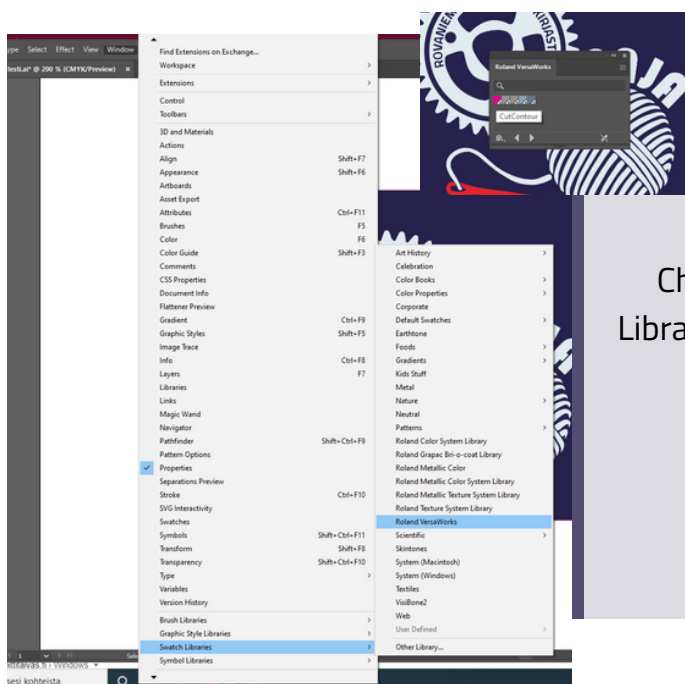 ype Select Effect View Window
testi.ai* @ 200 % (CMYK/Preview) ×
Find Extensions on Exchange...
Workspace
Extensions
Control
Toolbars
3D and Materials
Actions
Align Shift+F7
Appearance Shift+F6
Artboards
Asset Export
Attributes Ctrl+F11
Brushes F5
Color F6
Color Guide Shift+F3
Comments
CSS Properties
Document Info
Flattener Preview
Gradient Ctrl+F9
Graphic Styles Shift+F5
Image Trace
Info Ctrl+F8
Layers F7
Libraries
Links
Magic Wand
Navigator
Pathfinder Shift+Ctrl+F9
Pattern Options
Properties
Separations Preview
Stroke Ctrl+F10
SVG Interactivity
Swatches
Symbols Shift+Ctrl+F11
Transform Shift+F8
Transparency Shift+Ctrl+F10
Type
Variables
Version History
Brush Libraries
Graphic Style Libraries
Swatch Libraries
Symbol Libraries
Art History
Celebration
Color Books
Color Properties
Corporate
Default Swatches
Earthtone
Foods
Gradients
Kids Stuff
Metal
Nature
Neutral
Patterns
Roland Color System Library
Roland Grapac Bri-o-coat Library
Roland Metallic Color
Roland Metallic Color System Library
Roland Metallic Texture System Library
Roland Texture System Library
Roland VersaWorks
Scientific
Skintones
System (Macintosh)
System (Windows)
Textiles
VisiBone2
Web
User Defined
Other Library...
ROVANIEM
KIRJAST
JA
Roland VersaWorks
CutContour
Ch
Libra
1
Sele
Windows
sesi kohteista